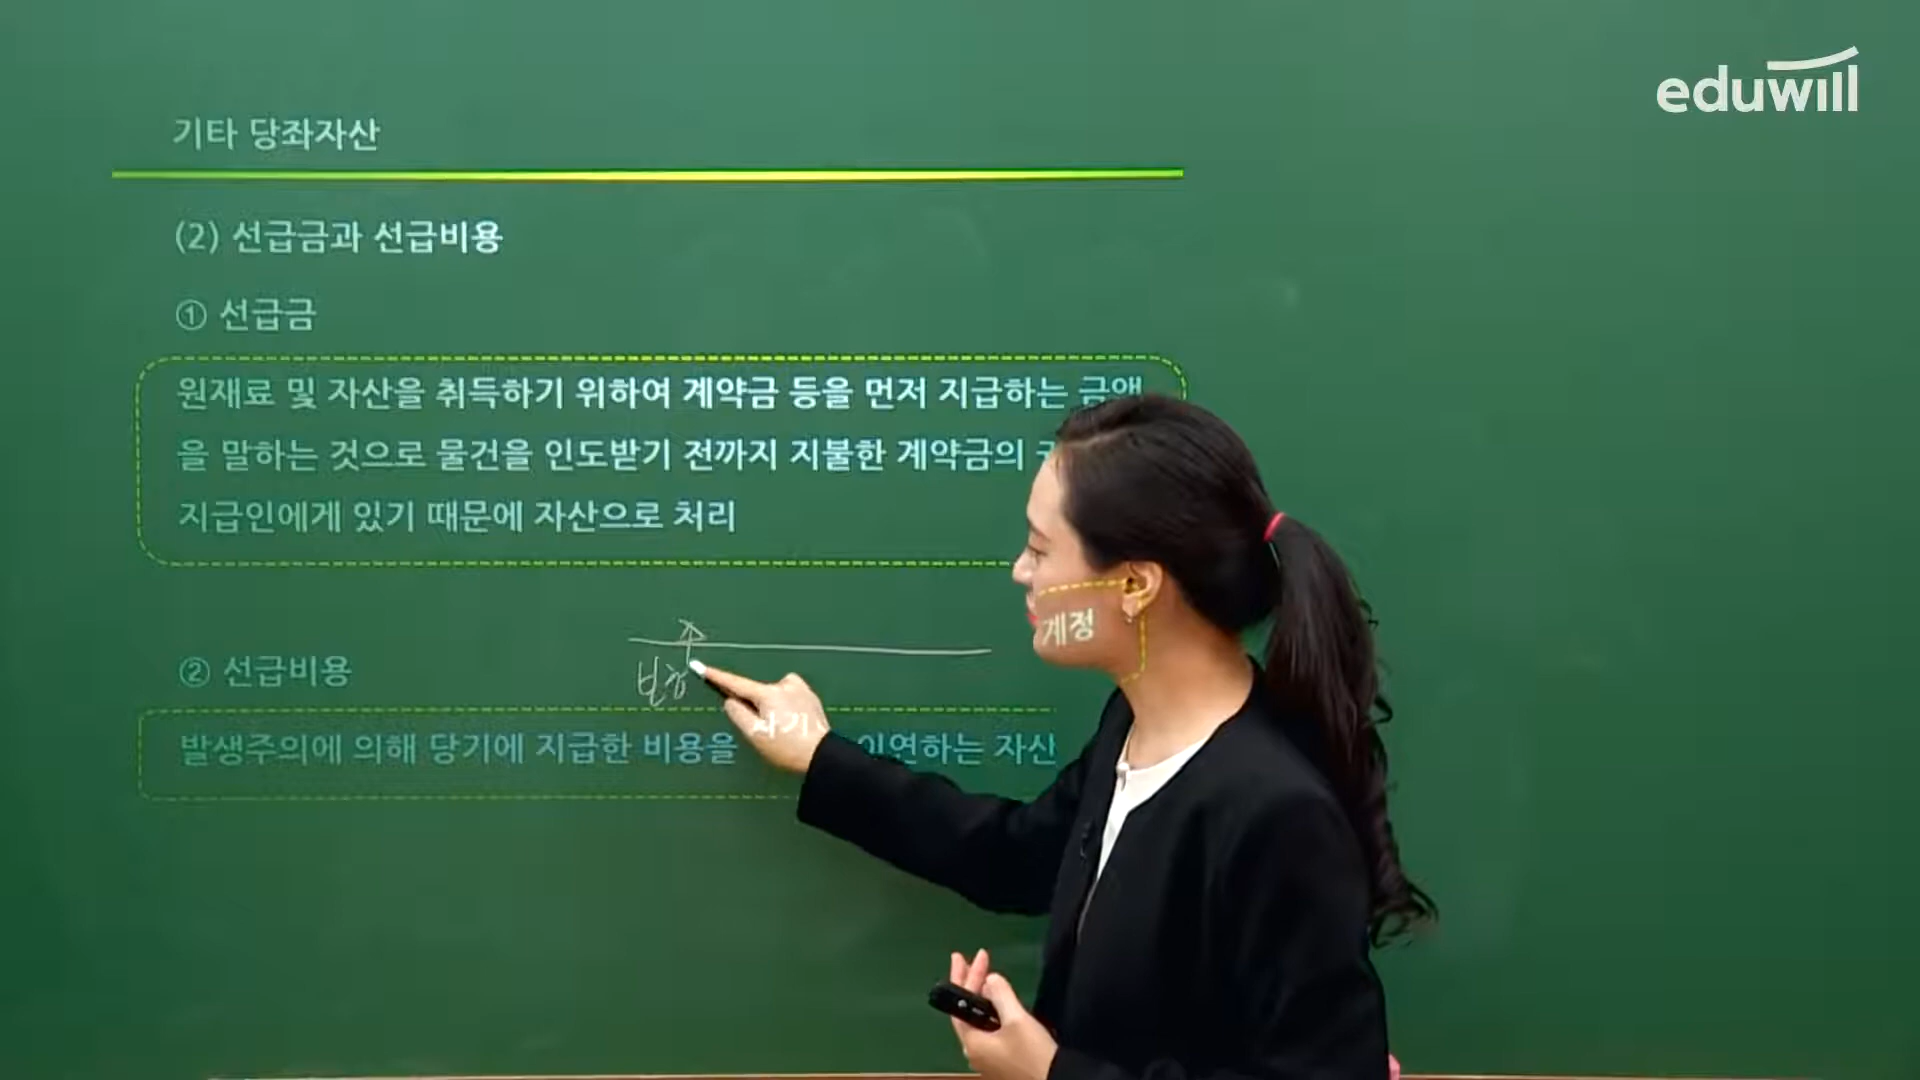 eduwill
기타 당좌자산
(2) 선급금과 선급비용
① 선급금
원재료 및 자산을 취득하기 위하여 계약금 등을 먼저 지급하는 금액
을 말하는 것으로 물건을 인도받기 전까지 지불한 계약금의
지급인에게 있기 때문에 자산으로 처리
② 선급비용
발생주의에 의해 당기에 지급한 비용을 차기 이연하는 자산 계정